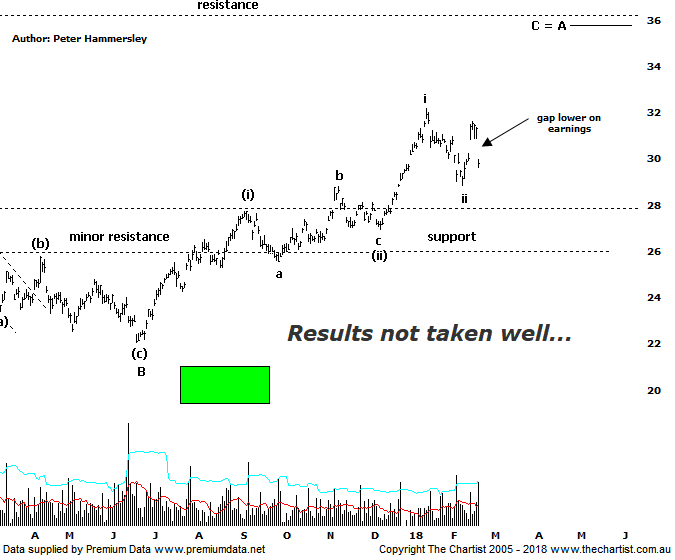 resistance
C = A
36
Author: Peter Hammersley
34
i
32
gap lower on
earnings
30
b
ii
(i)
28
minor resistance
c
support
(b)
(ii)
26
a
24
a)
Results not taken well...
22
(c)
B
20
A M J J A S O N D 18 F M A M J
Data supplied by Premium Data www.premiumdata.net
Copyright The Chartist 2005 - 2018 www.thechartist.com.au